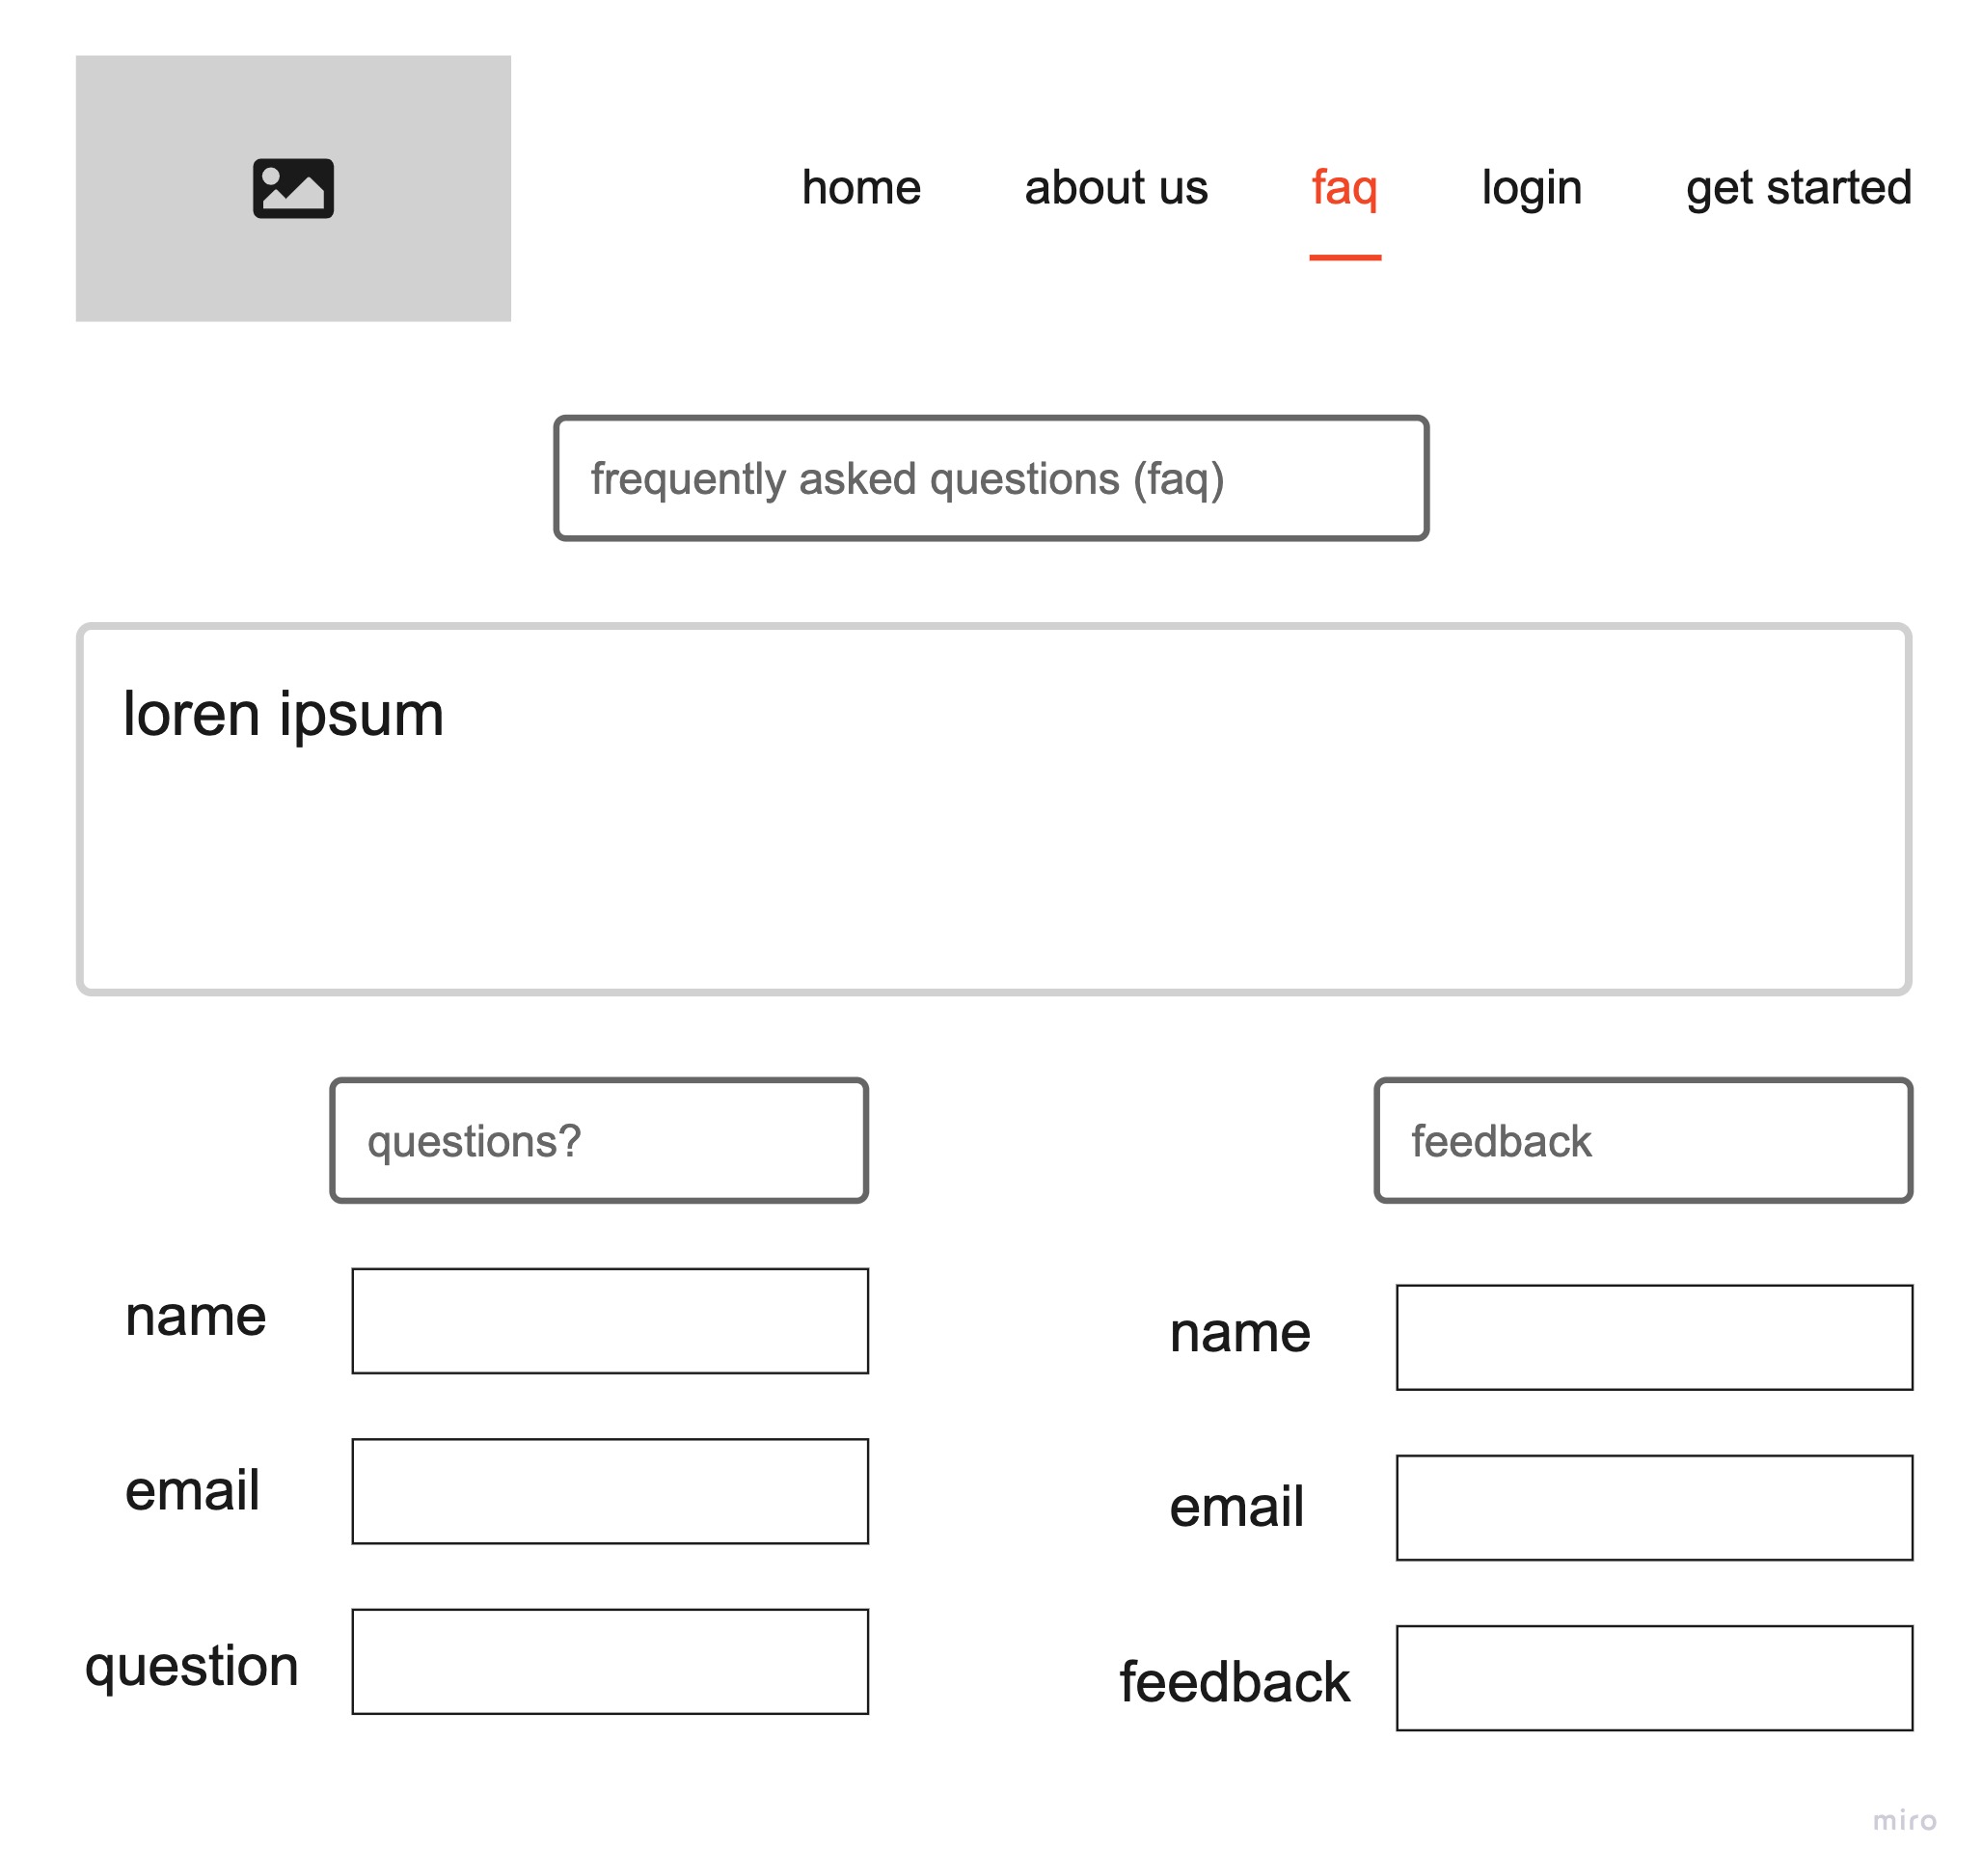 home about us faq login get started
frequently asked questions (faq)
loren ipsum
questions?
name
email
question
feedback
name
email
feedback
miro